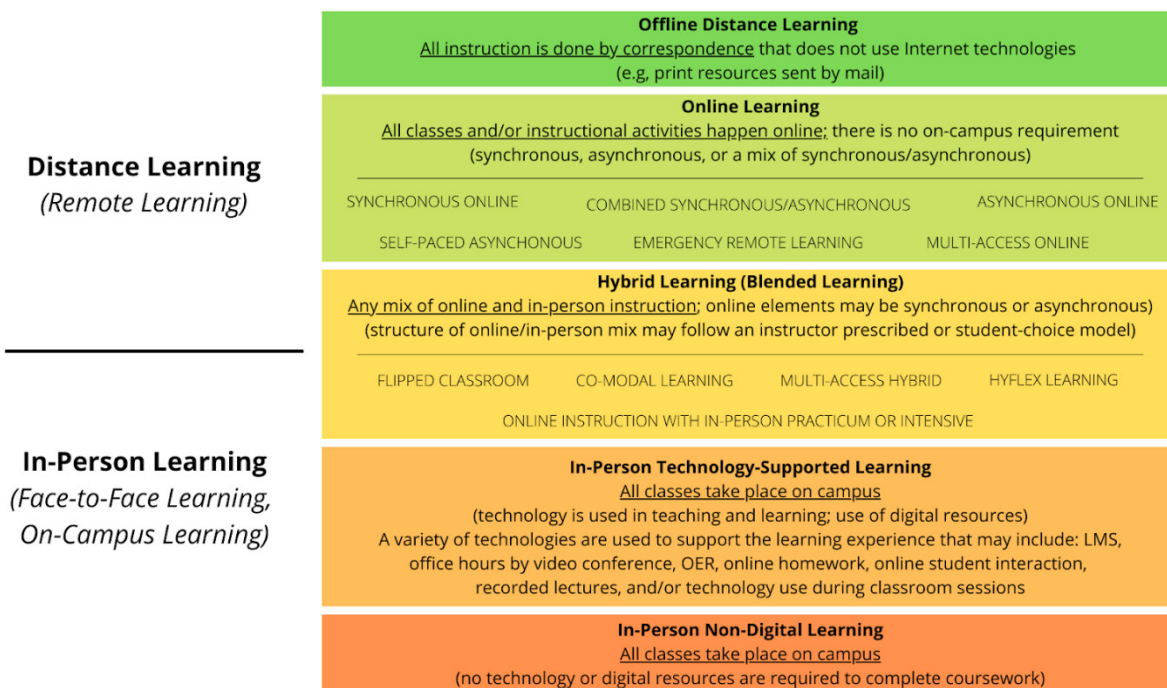 Distance Learning
(Remote Learning)
In-Person Learning
(Face-to-Face Learning,
On-Campus Learning)
Offline Distance Learning
All instruction is done by correspondence that does not use Internet technologies
(e.g, print resources sent by mail)
Online Learning
All classes and/or instructional activities happen online; there is no on-campus requirement
(synchronous, asynchronous, or a mix of synchronous/asynchronous)
SYNCHRONOUS ONLINE COMBINED SYNCHRONOUS/ASYNCHRONOUS ASYNCHRONOUS ONLINE
SELF-PACED ASYNCHONOUS EMERGENCY REMOTE LEARNING MULTI-ACCESS ONLINE
Hybrid Learning (Blended Learning)
Any mix of online and in-person instruction; online elements may be synchronous or asynchronous)
(structure of online/in-person mix may follow an instructor prescribed or student-choice model)
FLIPPED CLASSROOM CO-MODAL LEARNING MULTI-ACCESS HYBRID HYFLEX LEARNING
ONLINE INSTRUCTION WITH IN-PERSON PRACTICUM OR INTENSIVE
In-Person Technology-Supported Learning
All classes take place on campus
(technology is used in teaching and learning; use of digital resources)
A variety of technologies are used to support the learning experience that may include: LMS,
office hours by video conference, OER, online homework, online student interaction,
recorded lectures, and/or technology use during classroom sessions
In-Person Non-Digital Learning
All classes take place on campus
(no technology or digital resources are required to complete coursework)